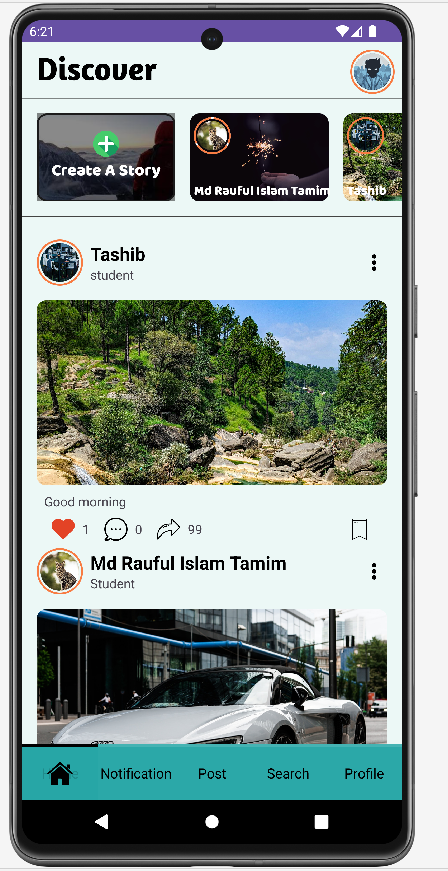 6:21
Discover
Create A Story
Md Rauful Islam Tamim
Tashib
Tashib
student
Good morning
1 0 99
Md Rauful Islam Tamim
Student
Notification Post Search Profile